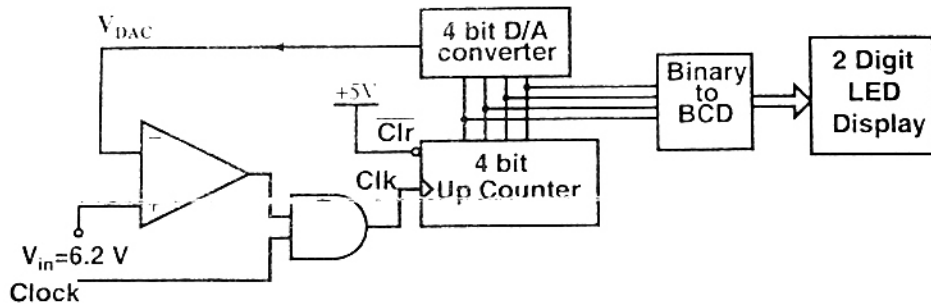 V_DAC
4 bit D/A
converter
Binary
to
BCD
2 Digit
LED
Display
+5V
Clr
4 bit
Up Counter
Clk
−
+
V_in=6.2 V
Clock